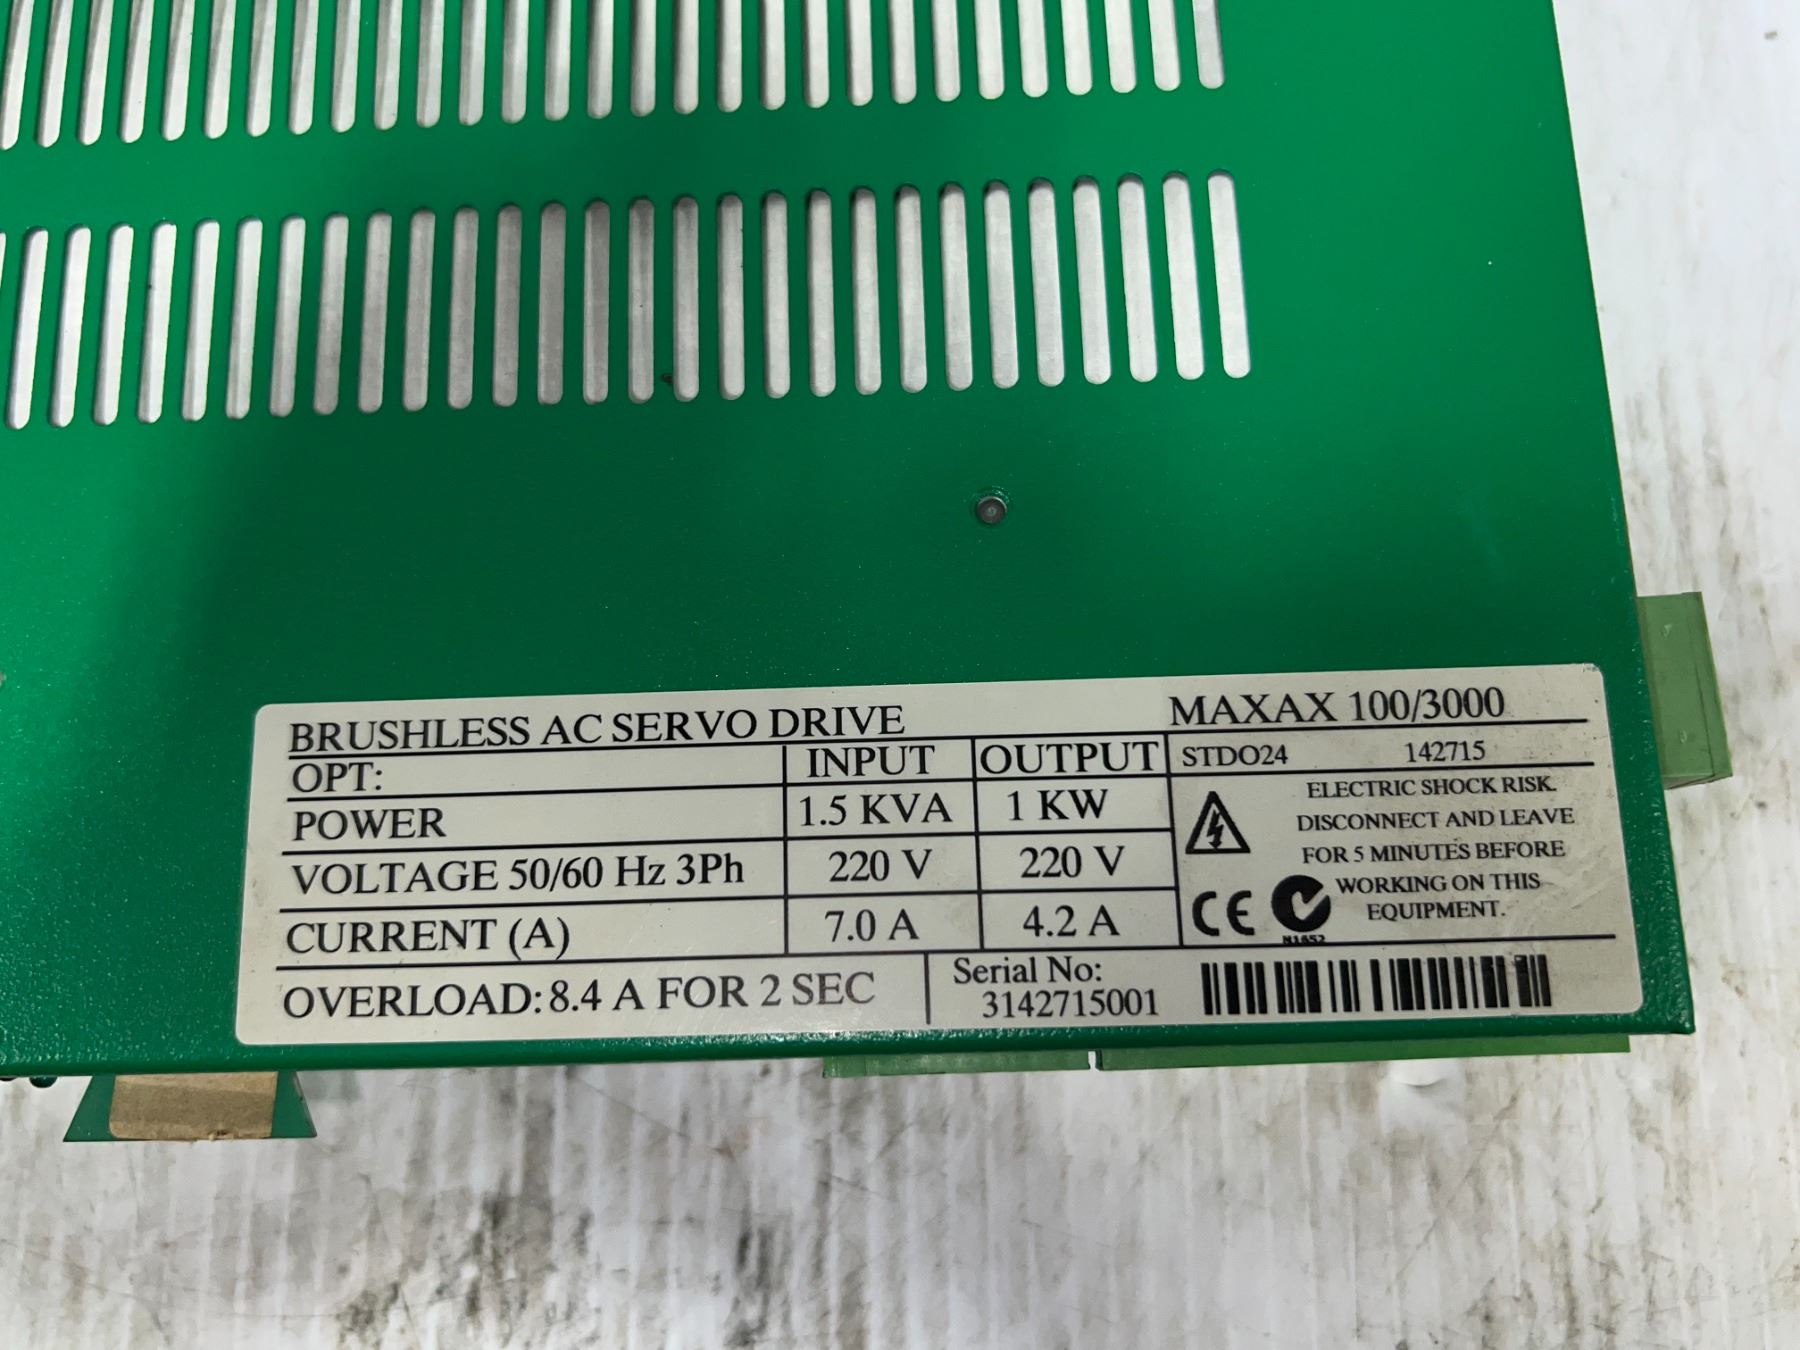 BRUSHLESS AC SERVO DRIVE MAXAX 100/3000
OPT: INPUT OUTPUT STDO24 142715
POWER 1.5 KVA 1 KW
VOLTAGE 50/60 Hz 3Ph 220 V 220 V
CURRENT (A) 7.0 A 4.2 A
ELECTRIC SHOCK RISK.
DISCONNECT AND LEAVE
FOR 5 MINUTES BEFORE
WORKING ON THIS
EQUIPMENT.
CE
N1652
OVERLOAD: 8.4 A FOR 2 SEC
Serial No:
3142715001